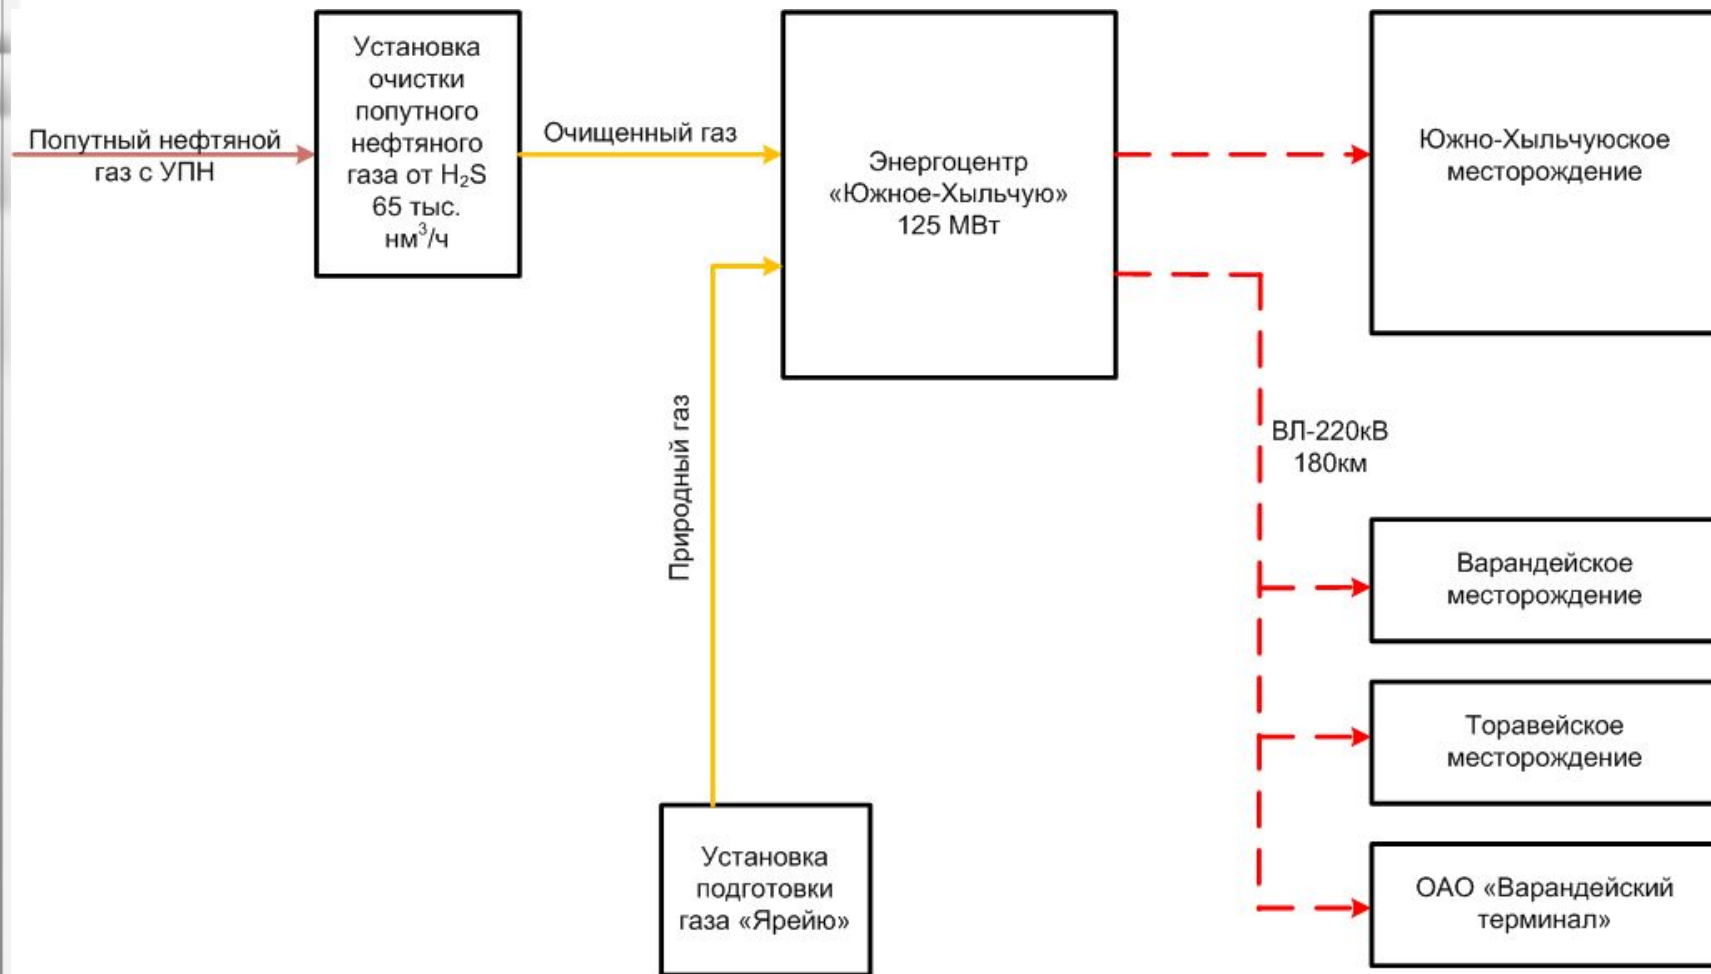 Попутный нефтяной
газ с УПН
Установка
очистки
попутного
нефтяного
газа от H₂S
65 тыс.
нм³/ч
Очищенный газ
Энергоцентр
«Южное-Хыльчую»
125 МВт
Южно-Хыльчуюское
месторождение
Природный газ
ВЛ-220кВ
180км
Варандейское
месторождение
Торавейское
месторождение
Установка
подготовки
газа «Ярейю»
ОАО «Варандейский
терминал»